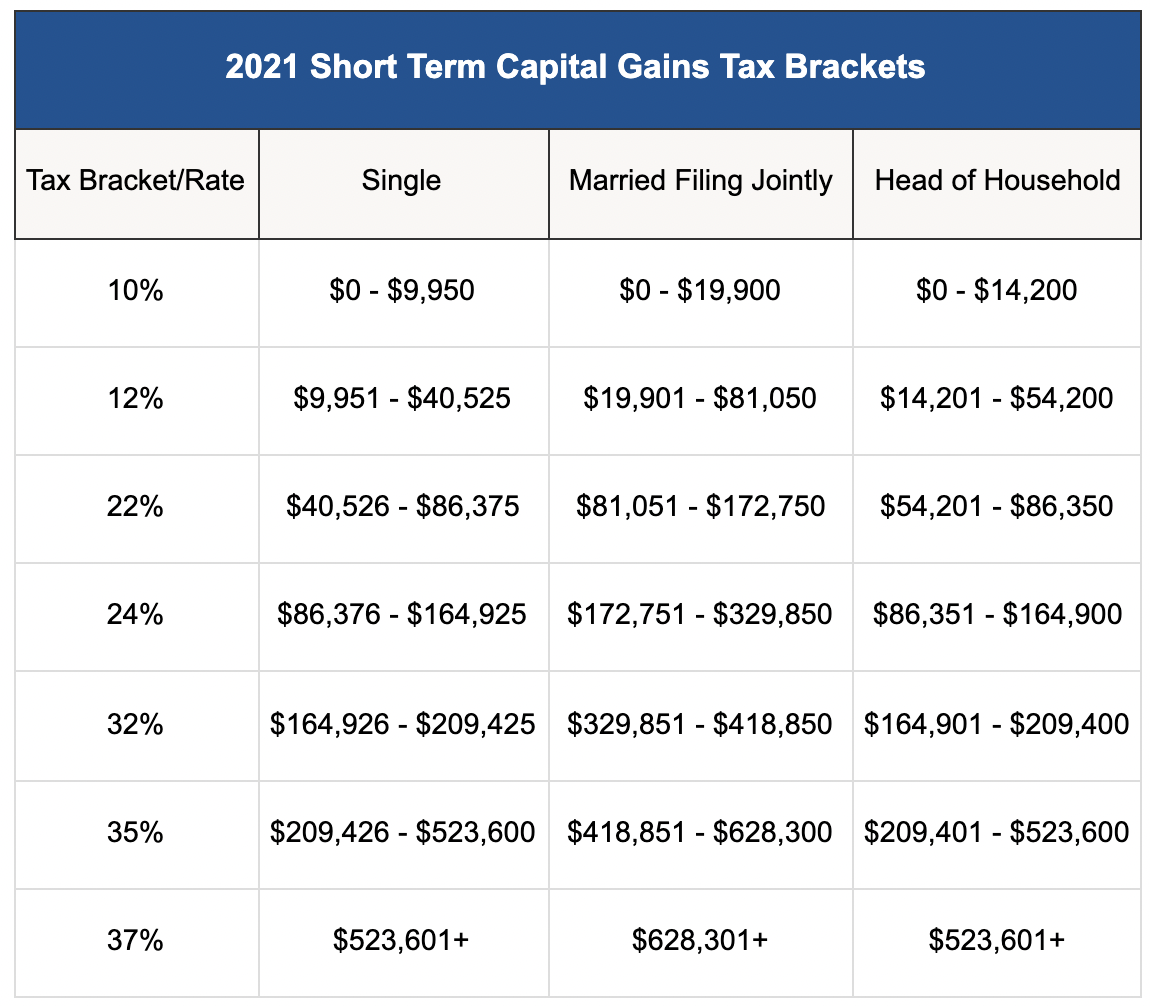 2021 Short Term Capital Gains Tax Brackets
Tax Bracket/Rate Single Married Filing Jointly Head of Household
10% $0 - $9,950 $0 - $19,900 $0 - $14,200
12% $9,951 - $40,525 $19,901 - $81,050 $14,201 - $54,200
22% $40,526 - $86,375 $81,051 - $172,750 $54,201 - $86,350
24% $86,376 - $164,925 $172,751 - $329,850 $86,351 - $164,900
32% $164,926 - $209,425 $329,851 - $418,850 $164,901 - $209,400
35% $209,426 - $523,600 $418,851 - $628,300 $209,401 - $523,600
37% $523,601+ $628,301+ $523,601+